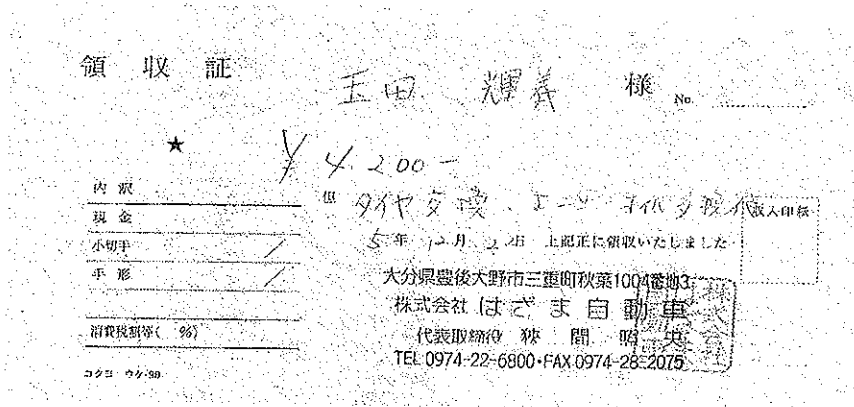 領収証
玉田 輝義 様 No.
★
¥4,200-
内訳
但 タイヤ交換、エーヅ オイル交換代
収入印紙
現金
5年12月22日 上記正に領収いたしました
小切手
手形
大分県豊後大野市三重町秋葉1004番地3
株式会社 はざま自動車
代表取締役 狭間
消費税額等( %)
TEL 0974-22-6800・FAX 0974-28-2075
コクヨ ウケ-98